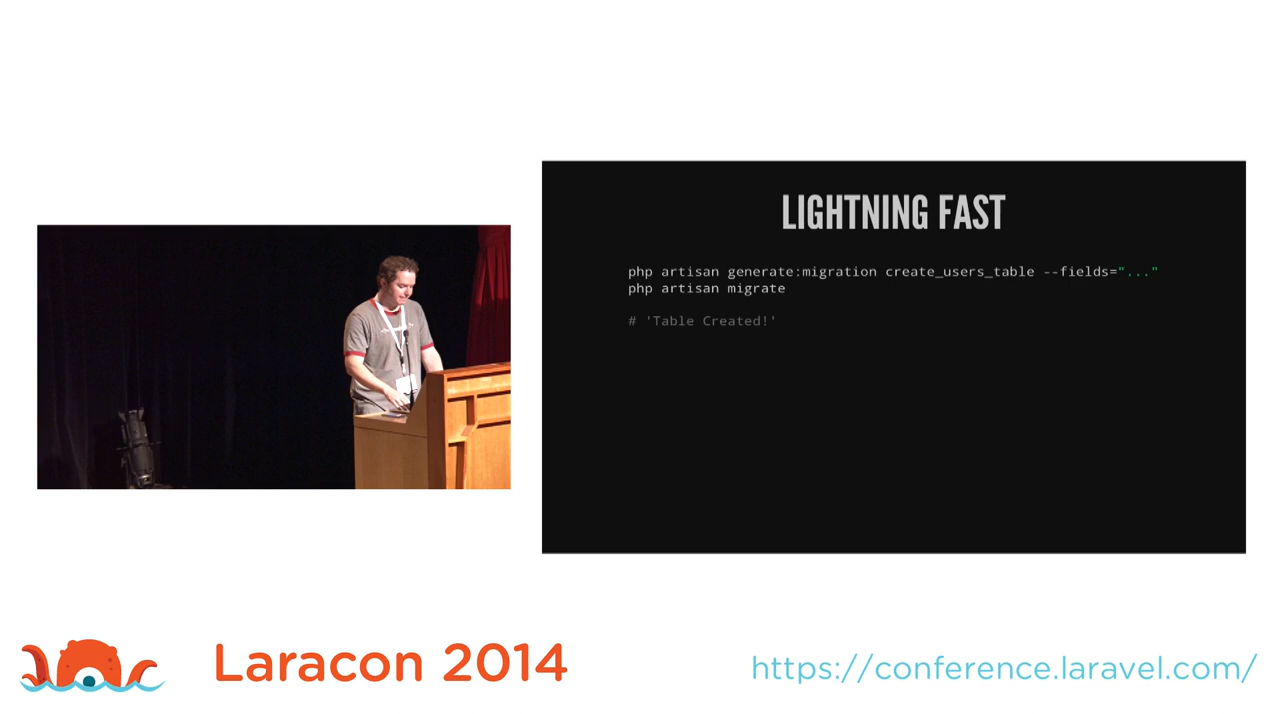 LIGHTNING FAST
php artisan generate:migration create_users_table --fields="..."
php artisan migrate
# 'Table Created!'
Laracon 2014
https://conference.laravel.com/